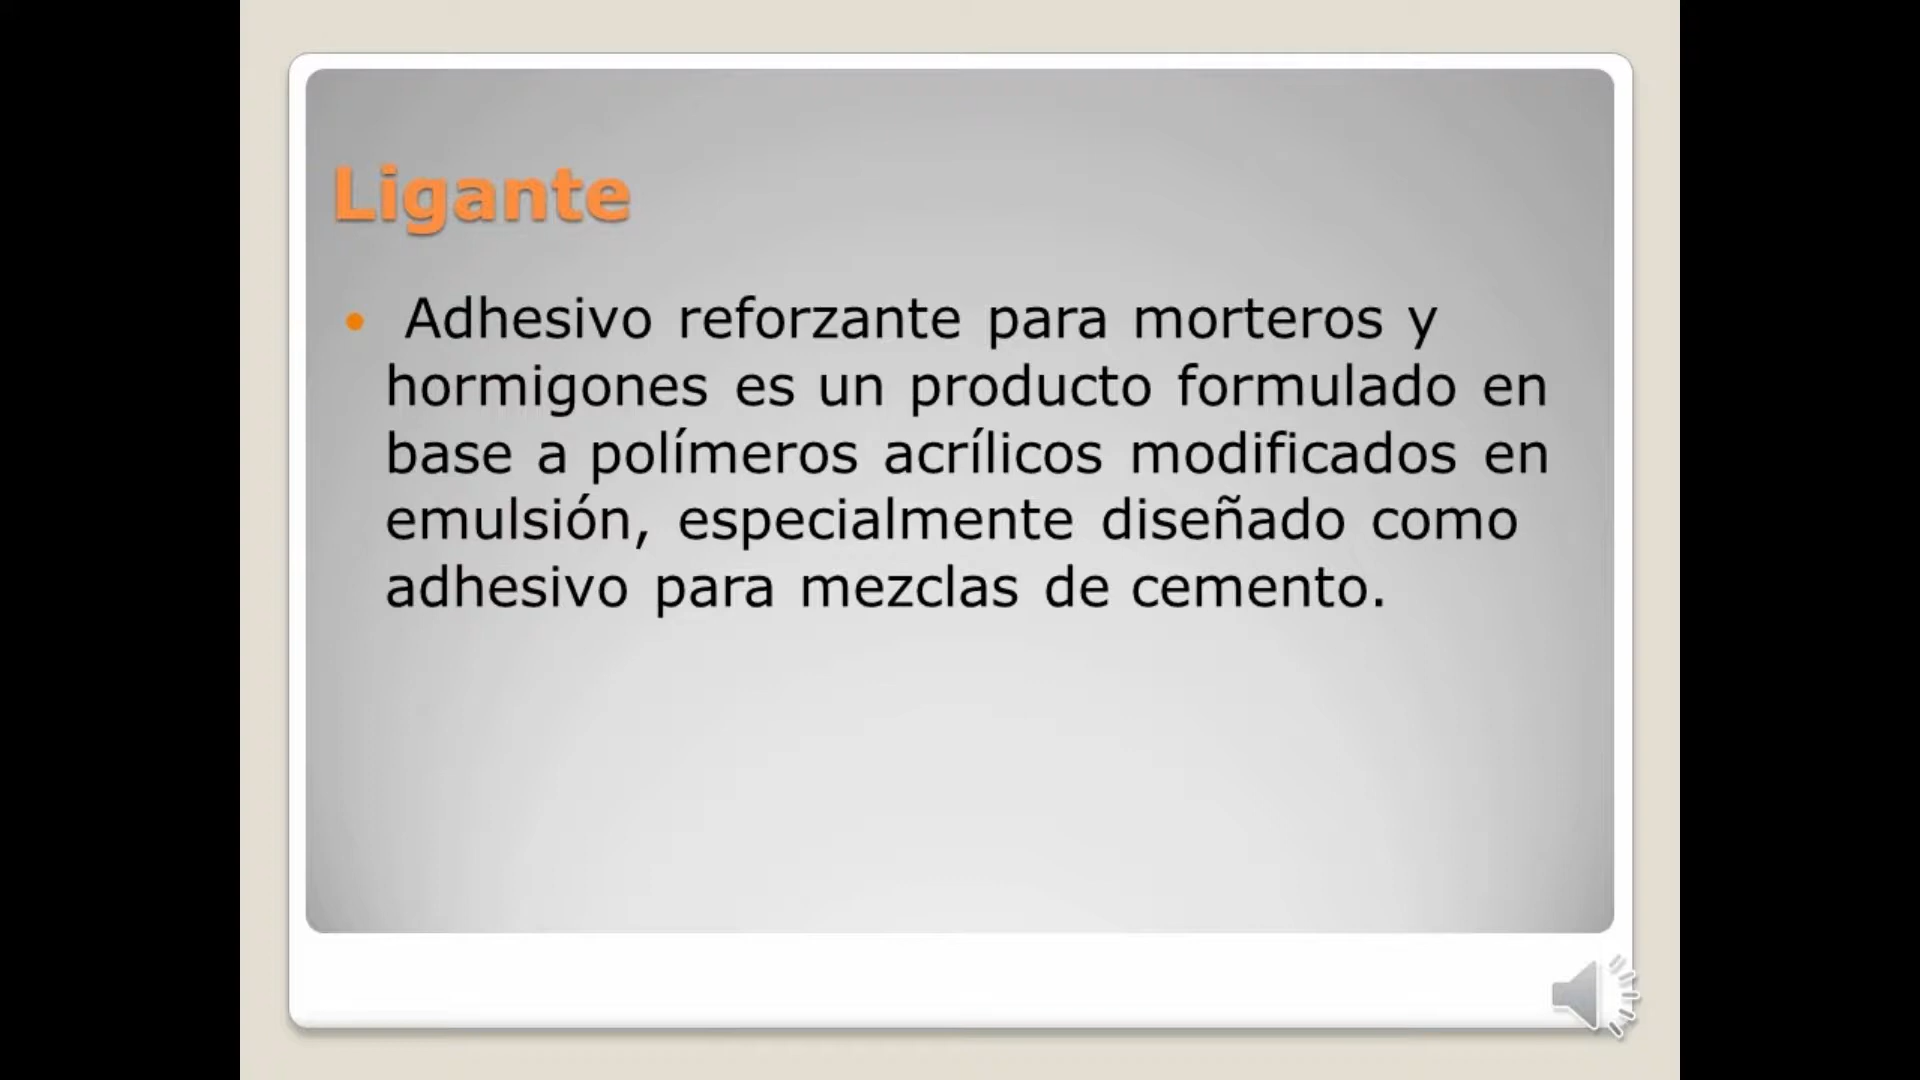 Ligante
• Adhesivo reforzante para morteros y
hormigones es un producto formulado en
base a polímeros acrílicos modificados en
emulsión, especialmente diseñado como
adhesivo para mezclas de cemento.